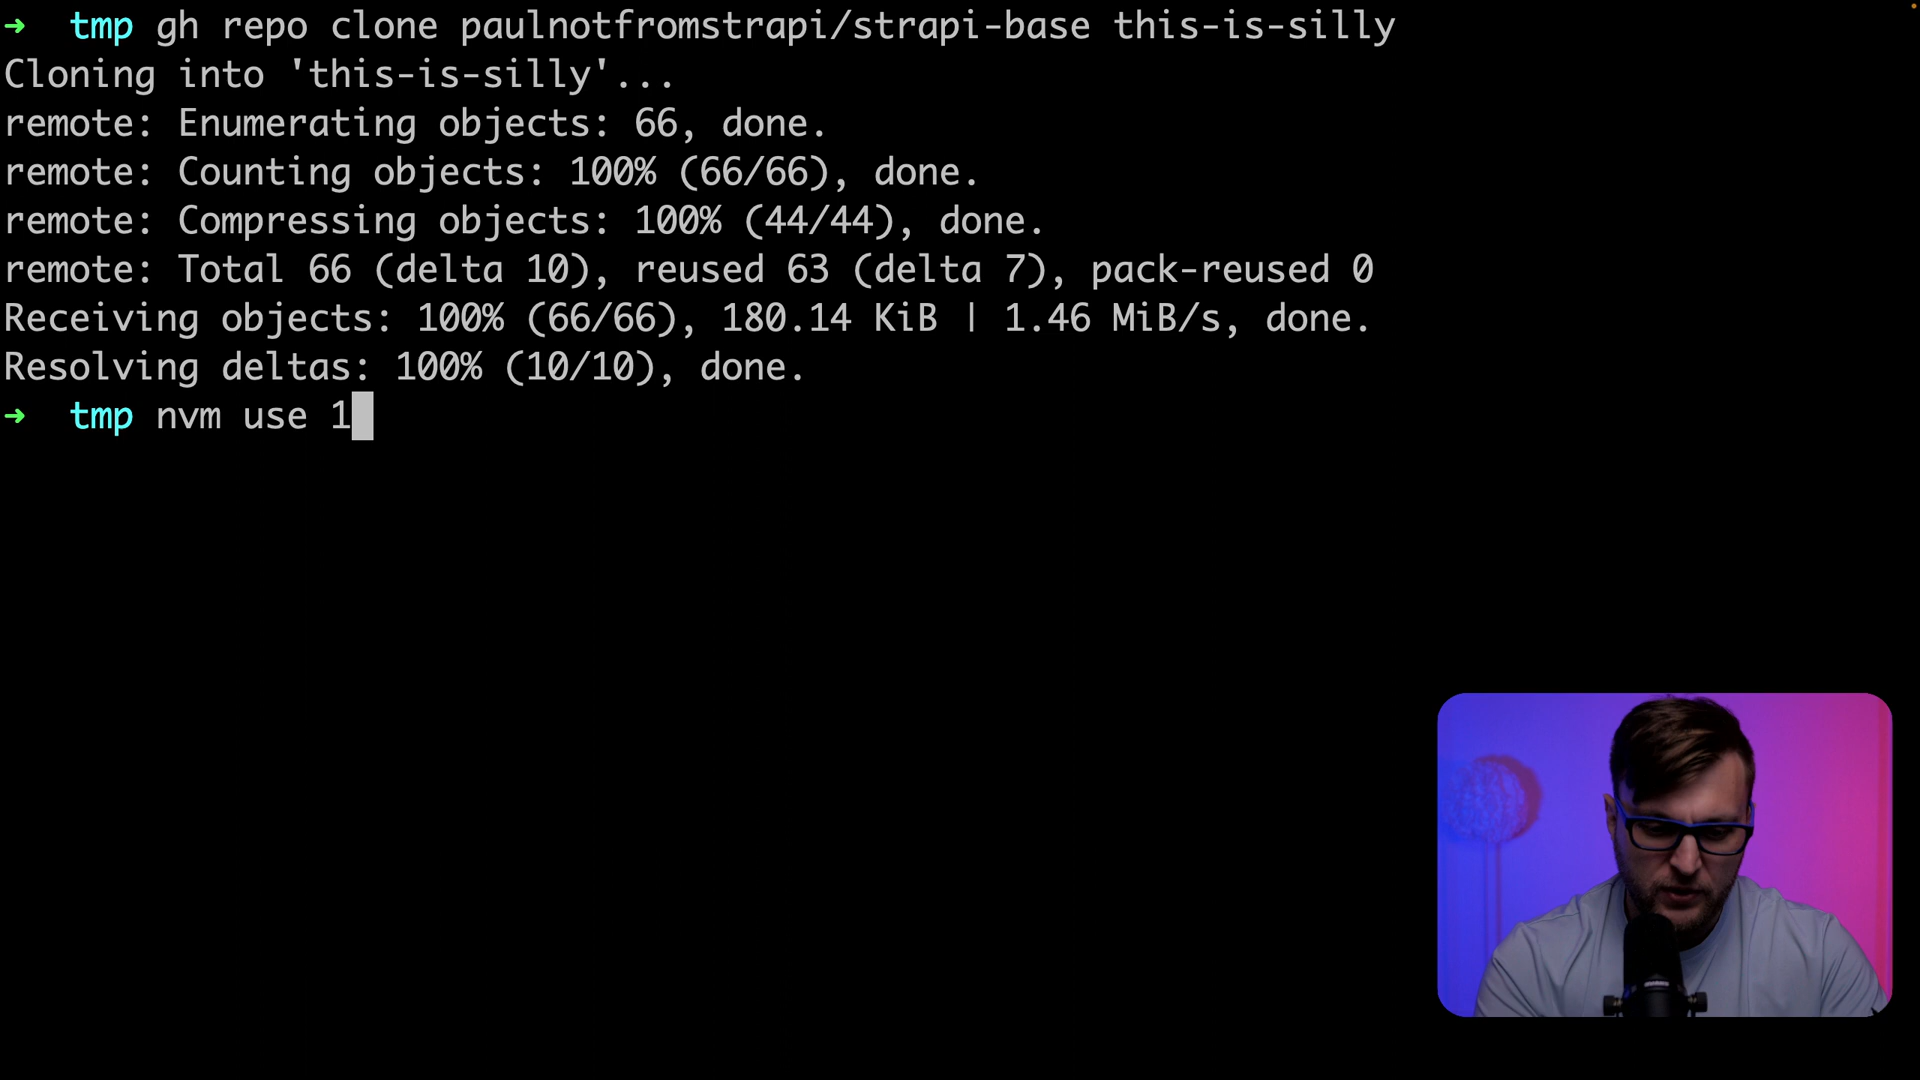 ➜  tmp gh repo clone paulnotfromstrapi/strapi-base this-is-silly
Cloning into 'this-is-silly'...
remote: Enumerating objects: 66, done.
remote: Counting objects: 100% (66/66), done.
remote: Compressing objects: 100% (44/44), done.
remote: Total 66 (delta 10), reused 63 (delta 7), pack-reused 0
Receiving objects: 100% (66/66), 180.14 KiB | 1.46 MiB/s, done.
Resolving deltas: 100% (10/10), done.
➜  tmp nvm use 1